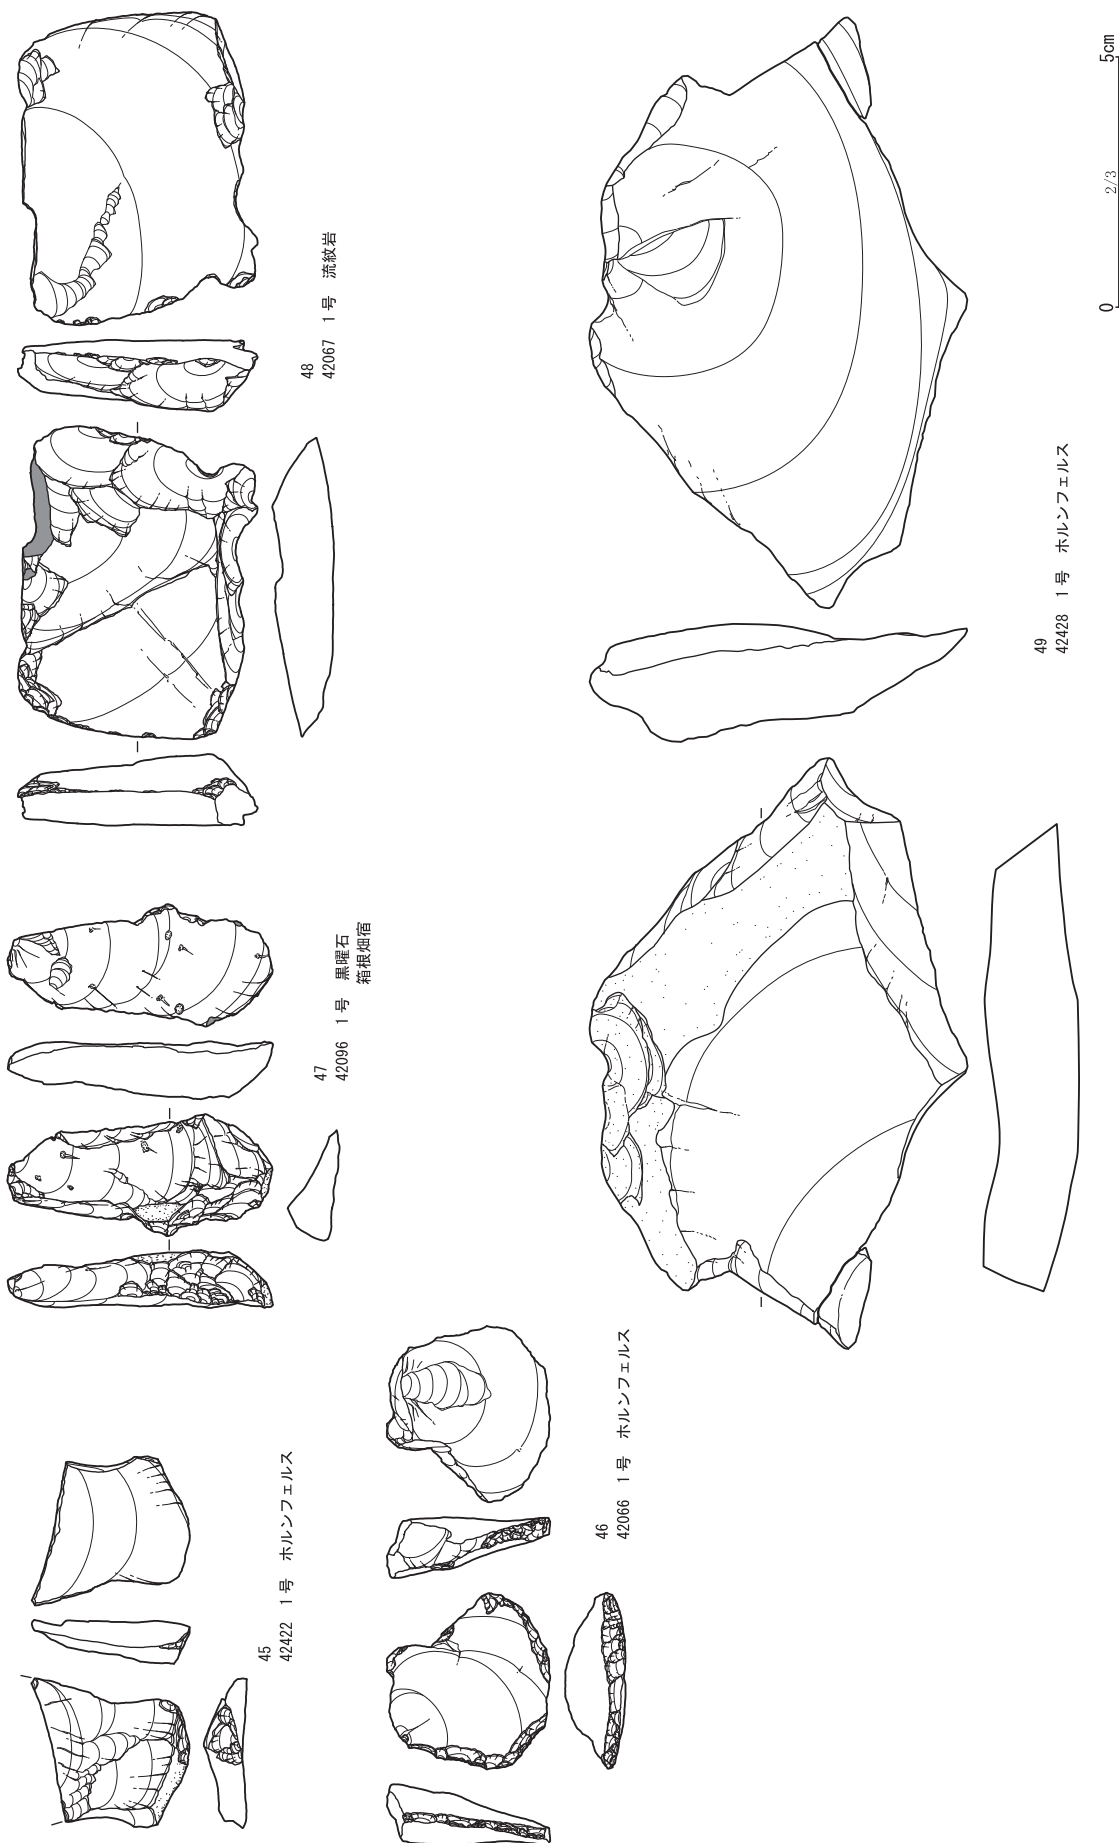 45
42422 1号 ホルンフェルス
46
42066 1号 ホルンフェルス
47
42096 1号 黒曜石
箱根畑宿
48
42067 1号 流紋岩
49
42428 1号 ホルンフェルス
0 2/3 5cm